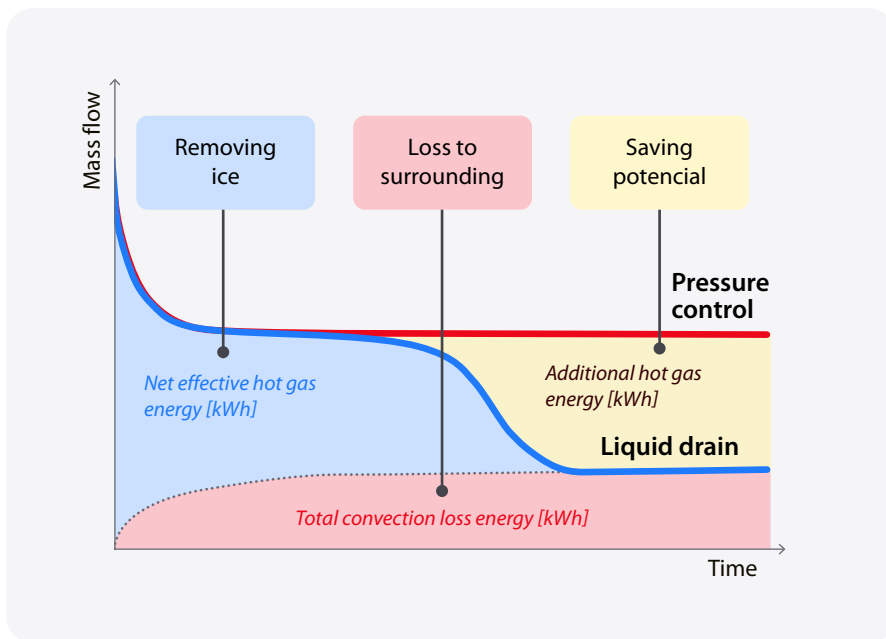 Mass flow
Removing
ice
Loss to
surrounding
Saving
potencial
Pressure
control
Net effective hot gas
energy [kWh]
Additional hot gas
energy [kWh]
Liquid drain
Total convection loss energy [kWh]
Time